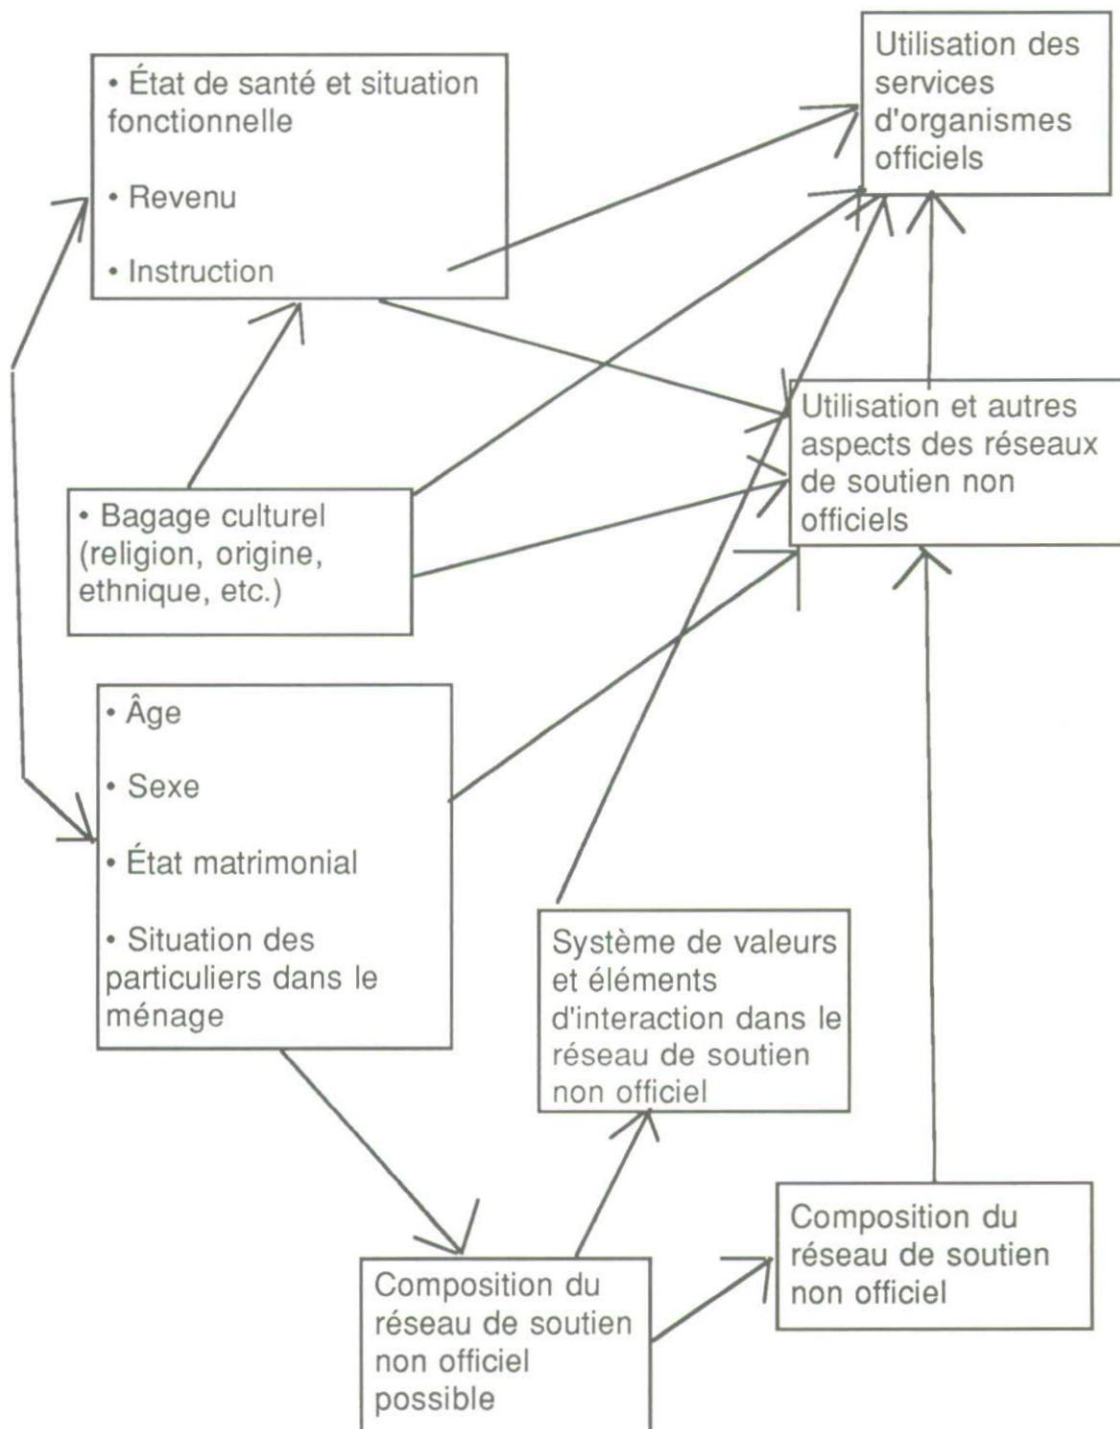 • État de santé et situation
fonctionnelle
• Revenu
• Instruction
Utilisation des
services
d'organismes
officiels
Utilisation et autres
aspects des réseaux
de soutien non
officiels
• Bagage culturel
(religion, origine,
ethnique, etc.)
• Âge
• Sexe
• État matrimonial
• Situation des
particuliers dans le
ménage
Système de valeurs
et éléments
d'interaction dans le
réseau de soutien
non officiel
Composition du
réseau de soutien
non officiel
Composition du
réseau de soutien
non officiel
possible